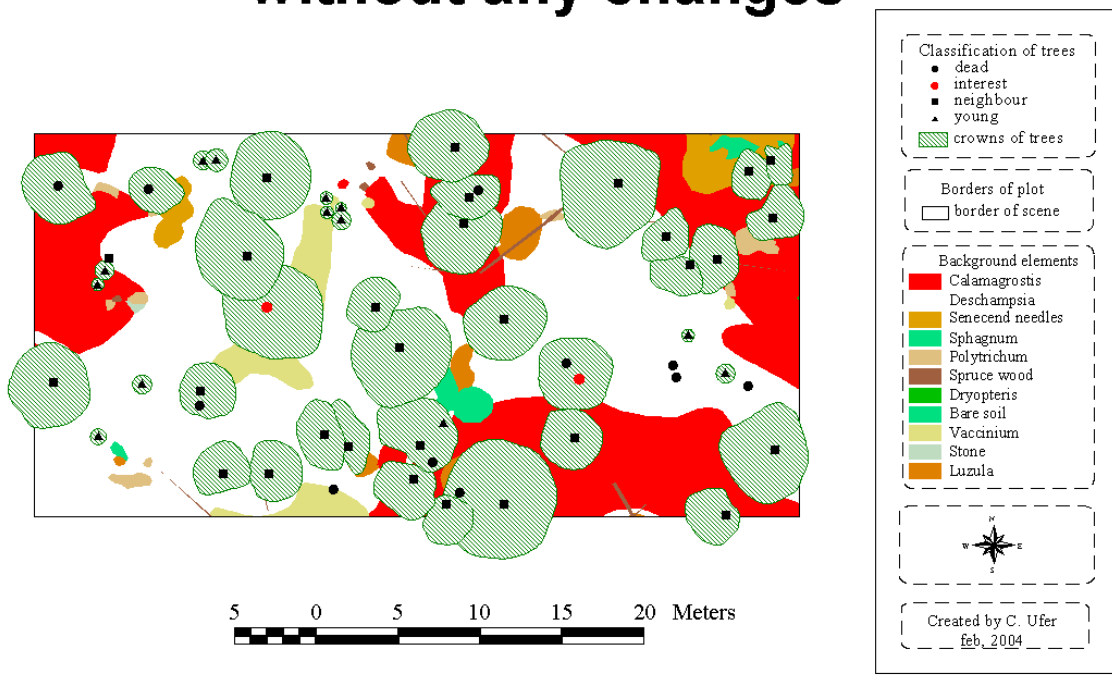 without any changes
Classification of trees
dead
interest
neighbour
young
crowns of trees
Borders of plot
border of scene
Background elements
Calamagrostis
Deschampsia
Senecend needles
Sphagnum
Polytrichum
Spruce wood
Dryopteris
Bare soil
Vaccinium
Stone
Luzula
N
W E
S
5 0 5 10 15 20 Meters
Created by C. Ufer
feb, 2004